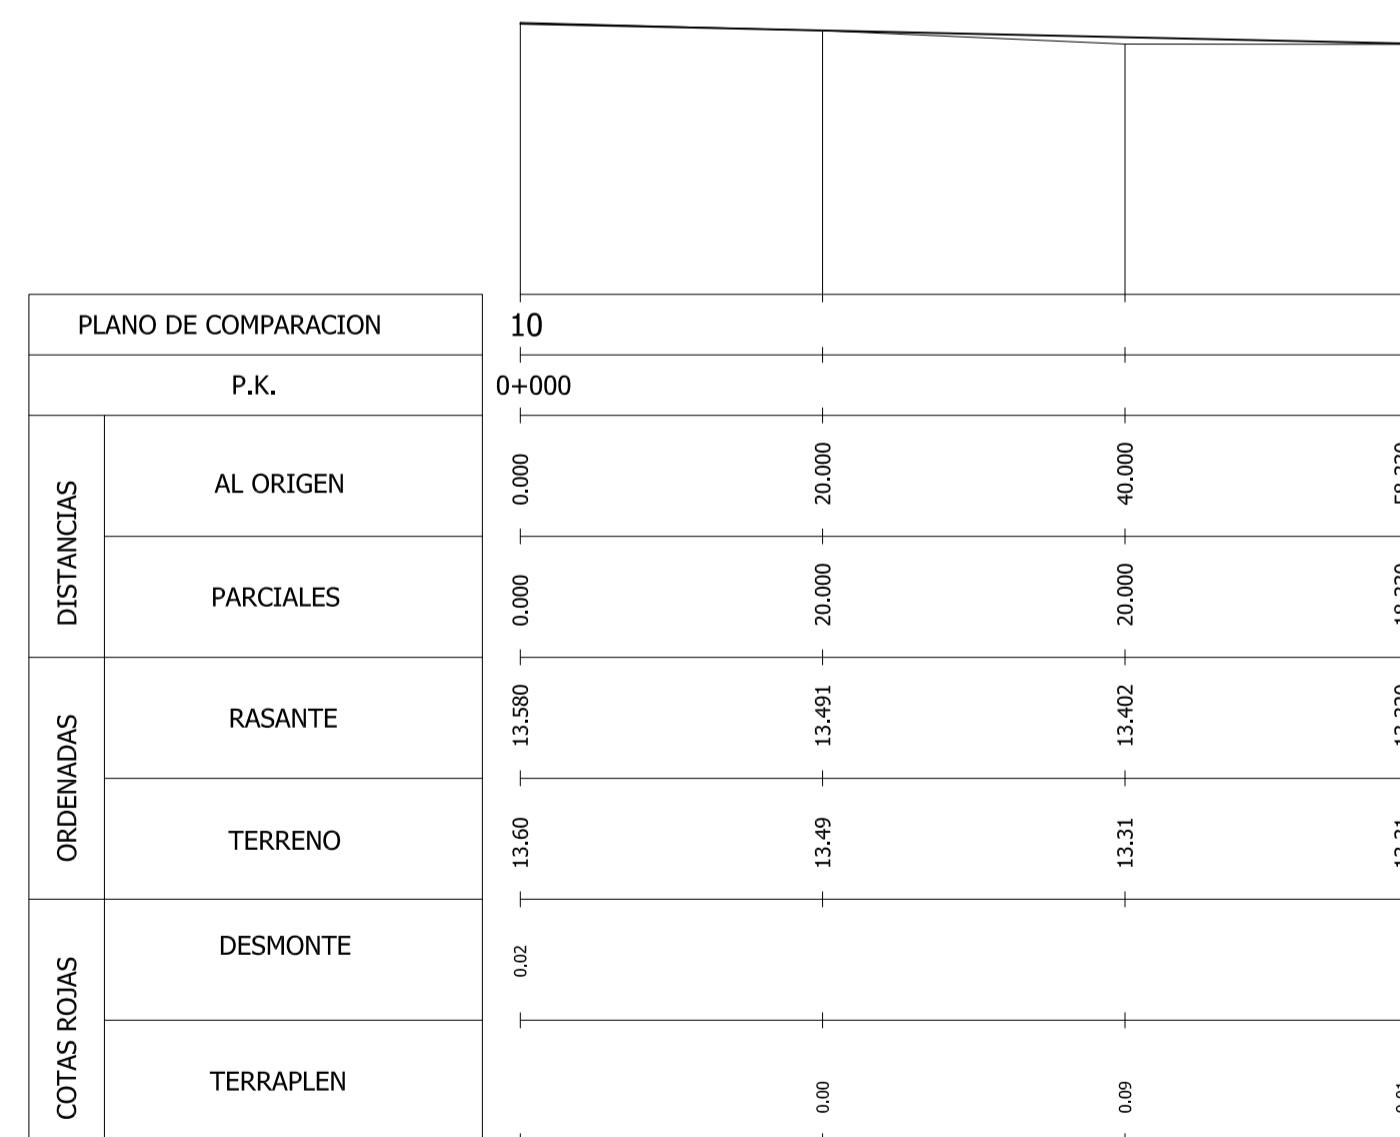 PLANO DE COMPARACION 10
P.K. 0+000
DISTANCIAS
AL ORIGEN 0.000 20.000 40.000
PARCIALES 0.000 20.000 20.000
ORDENADAS
RASANTE 13.580 13.491 13.402
TERRENO 13.60 13.49 13.31
COTAS ROJAS
DESMONTE 0.02
TERRAPLEN 0.00 0.09